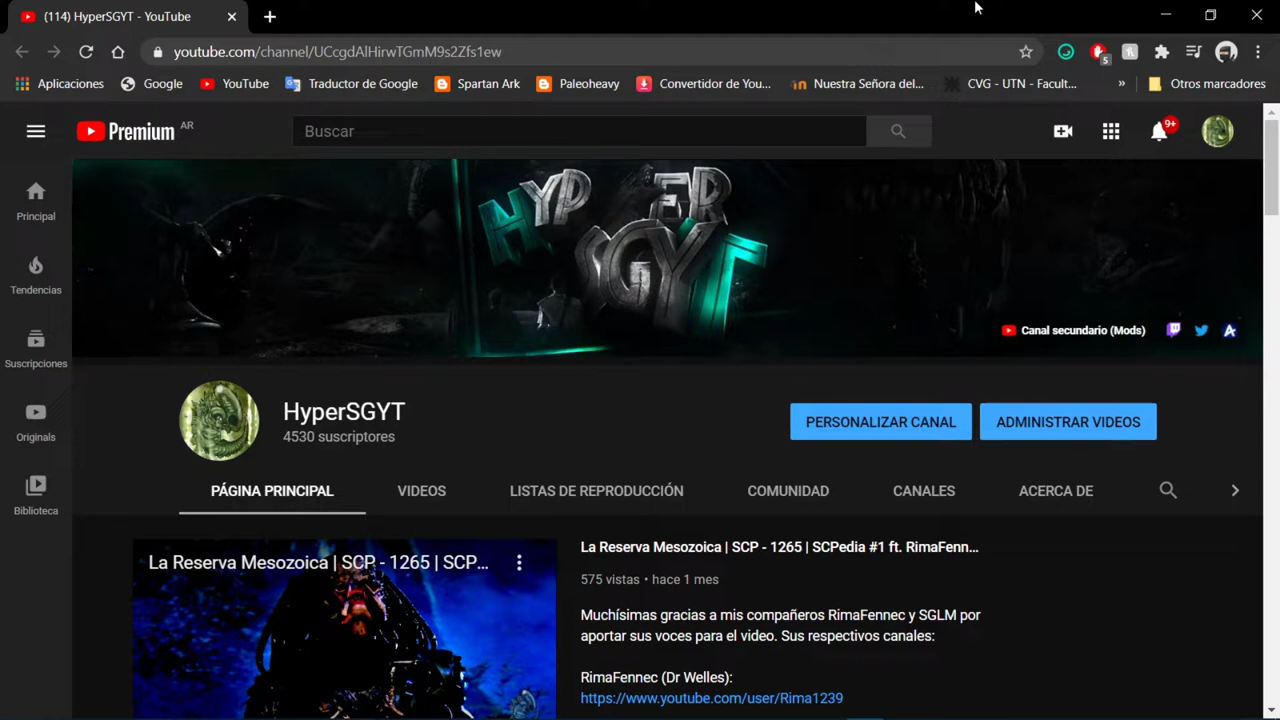 (114) HyperSGYT - YouTube
youtube.com/channel/UCcgdAlHirwTGmM9s2Zfs1ew
5
Aplicaciones
Google
YouTube
Traductor de Google
Spartan Ark
Paleoheavy
Convertidor de You...
Nuestra Señora del...
CVG - UTN - Facult...
»
Otros marcadores
Premium AR
Buscar
9+
HYPER
SGYT
Canal secundario (Mods)
Principal
Tendencias
Suscripciones
Originals
Biblioteca
HyperSGYT
4530 suscriptores
PERSONALIZAR CANAL
ADMINISTRAR VIDEOS
PÁGINA PRINCIPAL
VIDEOS
LISTAS DE REPRODUCCIÓN
COMUNIDAD
CANALES
ACERCA DE
La Reserva Mesozoica | SCP - 1265 | SCP...
La Reserva Mesozoica | SCP - 1265 | SCPedia #1 ft. RimaFenn...
575 vistas • hace 1 mes
Muchísimas gracias a mis compañeros RimaFennec y SGLM por
aportar sus voces para el video. Sus respectivos canales:
RimaFennec (Dr Welles):
https://www.youtube.com/user/Rima1239